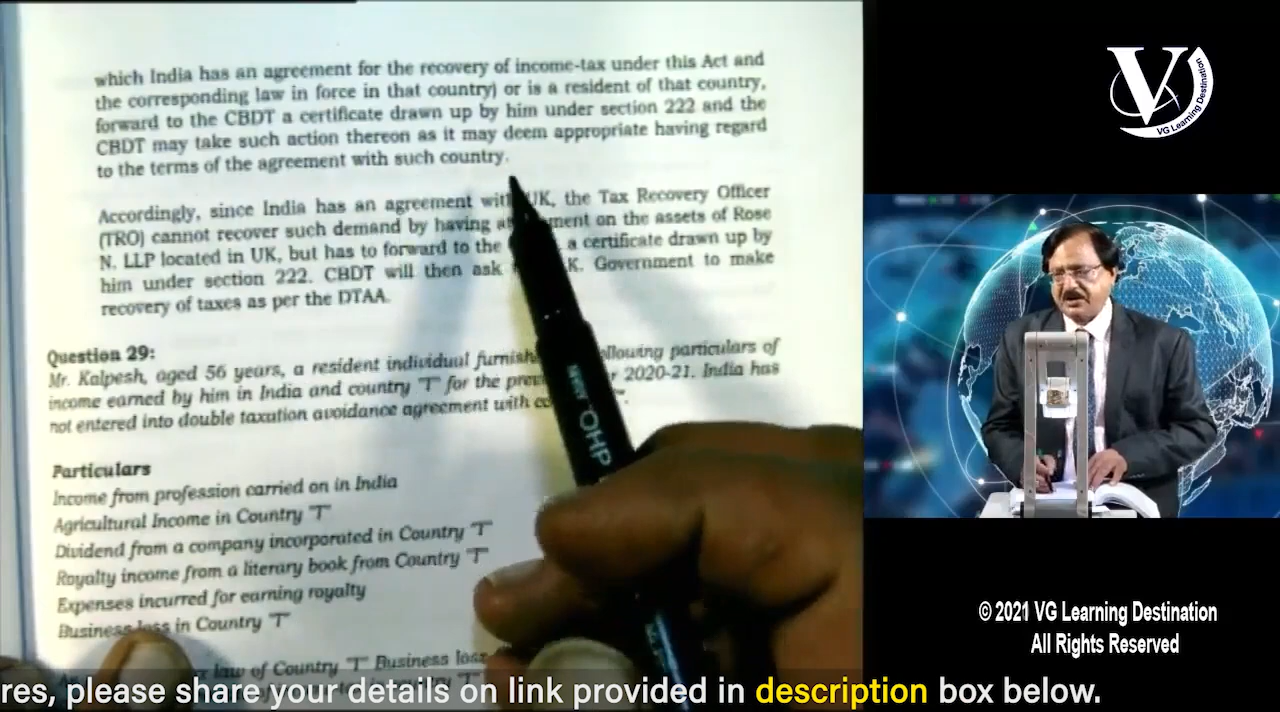 which India has an agreement for the recovery of income-tax under this Act and
the corresponding law in force in that country) or is a resident of that country,
forward to the CBDT a certificate drawn up by him under section 222 and the
CBDT may take such action thereon as it may deem appropriate having regard
to the terms of the agreement with such country.
Accordingly, since India has an agreement with UK, the Tax Recovery Officer
(TRO) cannot recover such demand by having on the assets of Rose
N. LLP located in UK, but has to forward to the a certificate drawn up by
him under section 222. CBDT will then ask Government to make
recovery of taxes as per the DTAA.
Question 29:
Mr. Kalpesh, aged 56 years, a resident individual particulars of
income earned by him in India and country "T" for the 2020-21. India has
not entered into double taxation avoidance agreement with
Particulars
Income from profession carried on in India
Agricultural Income in Country "T"
Dividend from a company incorporated in Country "T"
Royalty income from a literary book from Country "T"
Expenses incurred for earning royalty
Business loss in Country "T"
law of Country "T" Business loss
res, please share your details on link provided in description box below.
V
VG Learning Destination
© 2021 VG Learning Destination
All Rights Reserved
OHP